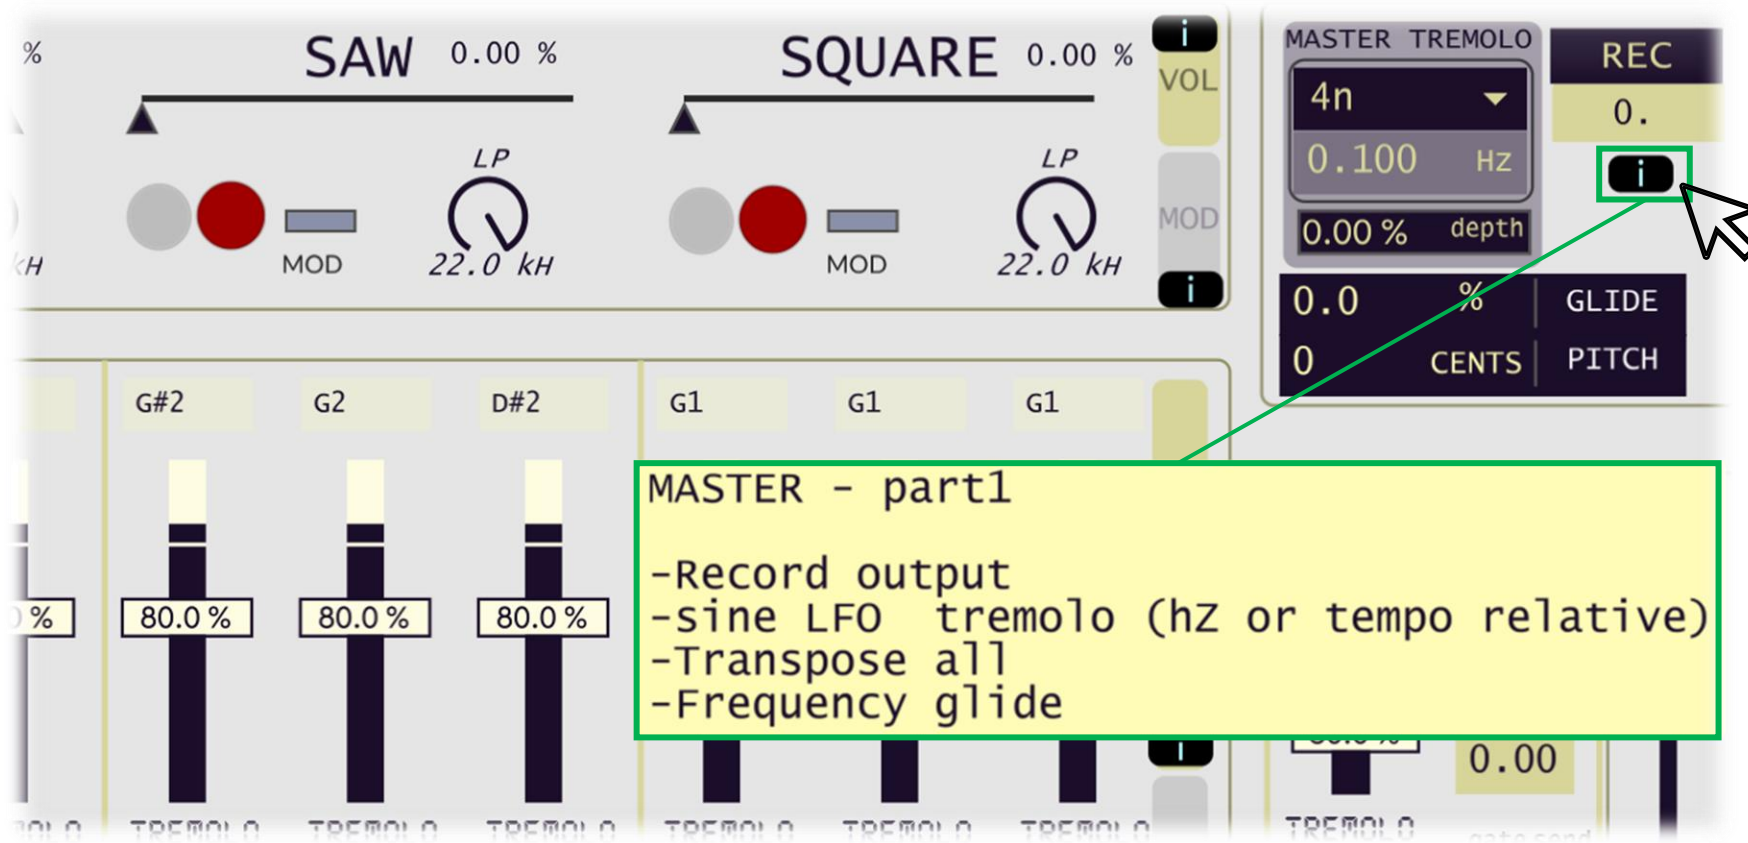 %
SAW 0.00 %
SQUARE 0.00 %
i
VOL
MASTER TREMOLO
REC
4n
0.
0.100 Hz
i
LP
LP
MOD
0.00 % depth
MOD
22.0 kH
MOD
22.0 kH
kH
i
0.0 % GLIDE
0 CENTS PITCH
G#2
G2
D#2
G1
G1
G1
MASTER - part1
-Record output
-sine LFO tremolo (hZ or tempo relative)
-Transpose all
-Frequency glide
%
80.0 %
80.0 %
80.0 %
i
0.00
TREMOLO
TREMOLO
TREMOLO
TREMOLO
TREMOLO
TREMOLO
TREMOLO
gate send